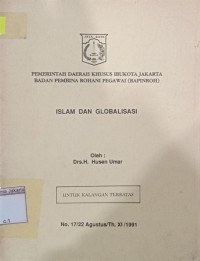 PEMERINTAH DAERAH KHUSUS IBUKOTA JAKARTA
BADAN PEMBINA ROHANI PEGAWAI (BAPINROH)
ISLAM DAN GLOBALISASI
Oleh :
Drs.H. Husen Umar
UNTUK KALANGAN TERBATAS
No. 17/22 Agustus/Th. XI /1991